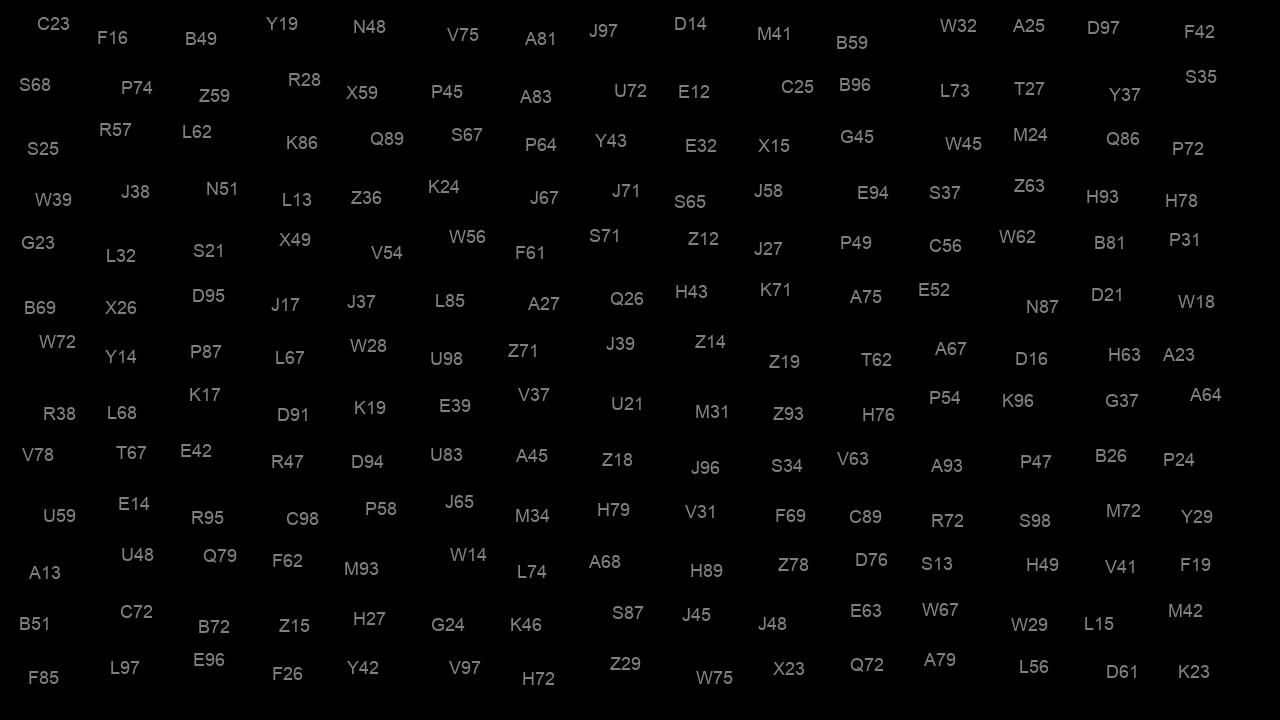 C23 F16 B49 Y19 N48 V75 A81 J97 D14 M41 B59 W32 A25 D97 F42
S68 P74 Z59 R28 X59 P45 A83 U72 E12 C25 B96 L73 T27 Y37 S35
S25 R57 L62 K86 Q89 S67 P64 Y43 E32 X15 G45 W45 M24 Q86 P72
W39 J38 N51 L13 Z36 K24 J67 J71 S65 J58 E94 S37 Z63 H93 H78
G23 L32 S21 X49 V54 W56 F61 S71 Z12 J27 P49 C56 W62 B81 P31
B69 X26 D95 J17 J37 L85 A27 Q26 H43 K71 A75 E52 N87 D21 W18
W72 Y14 P87 L67 W28 U98 Z71 J39 Z14 Z19 T62 A67 D16 H63 A23
R38 L68 K17 D91 K19 E39 V37 U21 M31 Z93 H76 P54 K96 G37 A64
V78 T67 E42 R47 D94 U83 A45 Z18 J96 S34 V63 A93 P47 B26 P24
U59 E14 R95 C98 P58 J65 M34 H79 V31 F69 C89 R72 S98 M72 Y29
A13 U48 Q79 F62 M93 W14 L74 A68 H89 Z78 D76 S13 H49 V41 F19
B51 C72 B72 Z15 H27 G24 K46 S87 J45 J48 E63 W67 W29 L15 M42
F85 L97 E96 F26 Y42 V97 H72 Z29 W75 X23 Q72 A79 L56 D61 K23